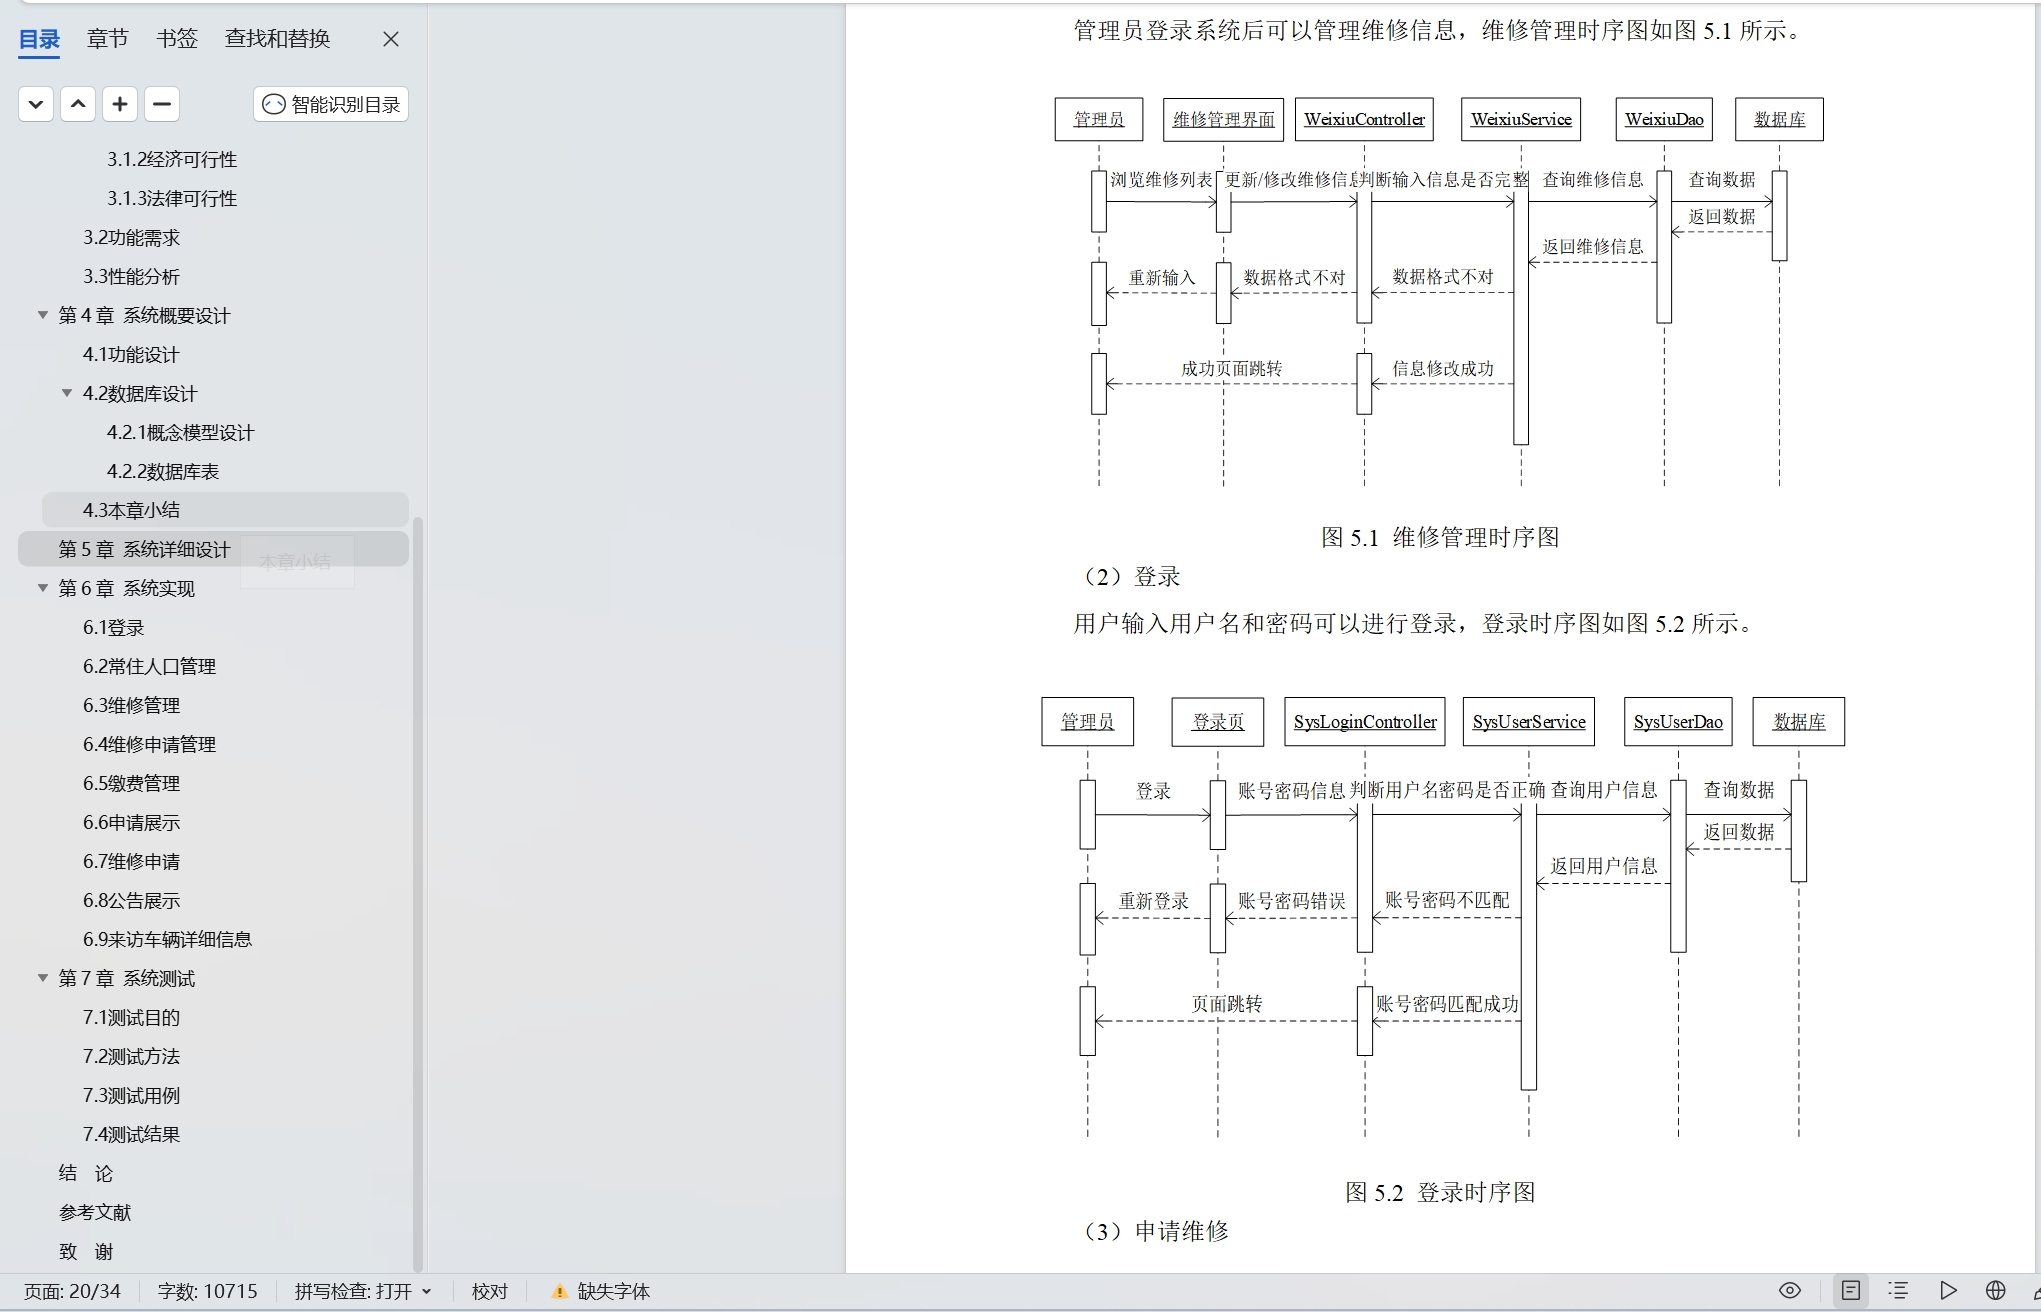 目录 章节 书签 查找和替换
智能识别目录
3.1.2经济可行性
3.1.3法律可行性
3.2功能需求
3.3性能分析
第 4 章 系统概要设计
4.1功能设计
4.2数据库设计
4.2.1概念模型设计
4.2.2数据库表
4.3本章小结
第 5 章 系统详细设计
本章小结
第 6 章 系统实现
6.1登录
6.2常住人口管理
6.3维修管理
6.4维修申请管理
6.5缴费管理
6.6申请展示
6.7维修申请
6.8公告展示
6.9来访车辆详细信息
第 7 章 系统测试
7.1测试目的
7.2测试方法
7.3测试用例
7.4测试结果
结 论
参考文献
致 谢
管理员登录系统后可以管理维修信息，维修管理时序图如图 5.1 所示。
管理员 维修管理界面 WeixiuController WeixiuService WeixiuDao 数据库
浏览维修列表 更新/修改维修信息 判断输入信息是否完整 查询维修信息 查询数据
返回数据
返回维修信息
重新输入 数据格式不对 数据格式不对
成功页面跳转 信息修改成功
图 5.1 维修管理时序图
（2）登录
用户输入用户名和密码可以进行登录，登录时序图如图 5.2 所示。
管理员 登录页 SysLoginController SysUserService SysUserDao 数据库
登录 账号密码信息 判断用户名密码是否正确 查询用户信息 查询数据
返回数据
返回用户信息
重新登录 账号密码错误 账号密码不匹配
页面跳转 账号密码匹配成功
图 5.2 登录时序图
（3）申请维修
页面: 20/34 字数: 10715 拼写检查: 打开 校对 缺失字体